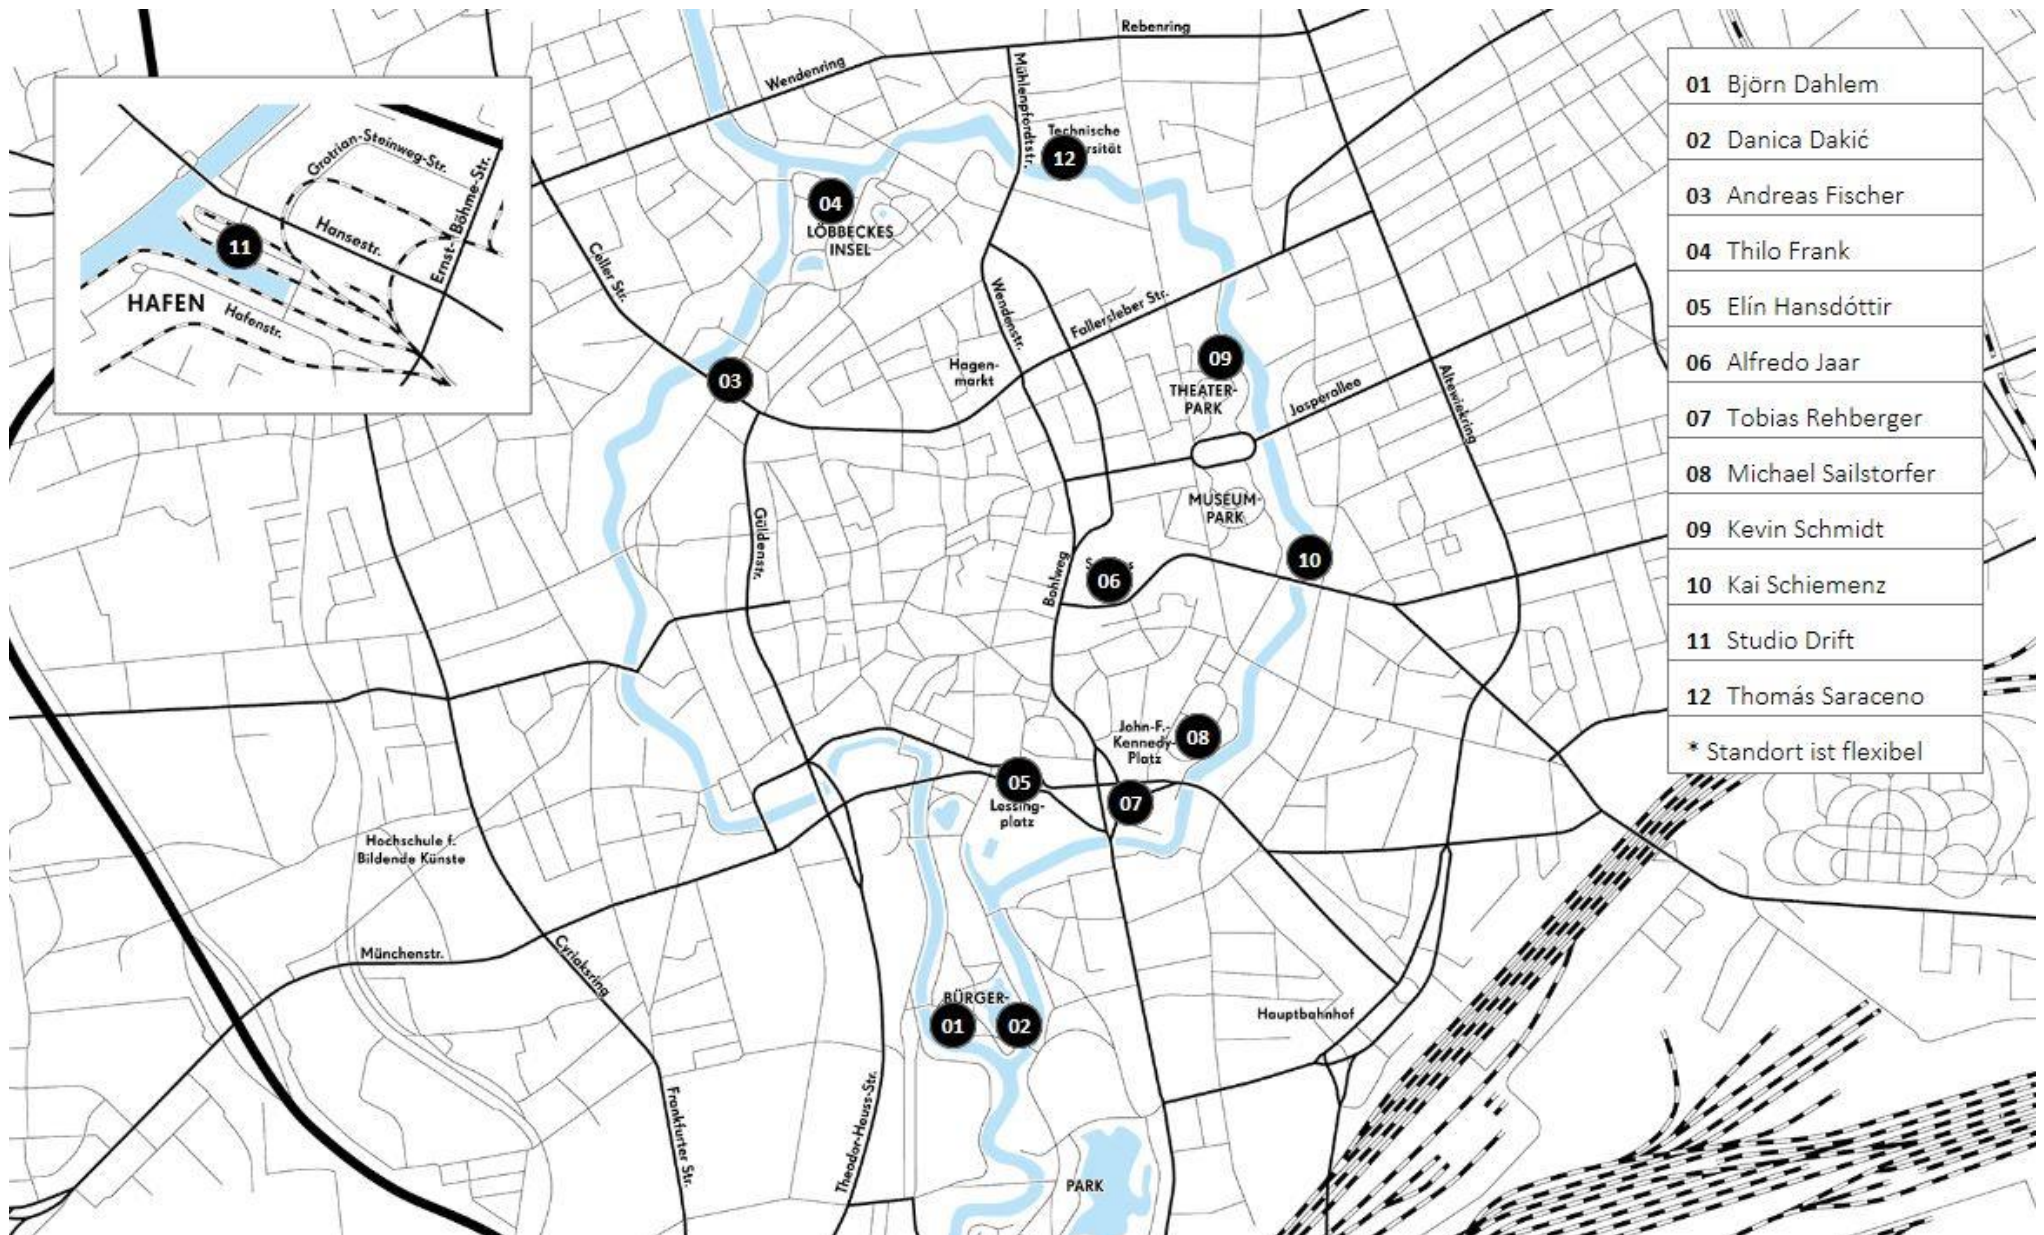 Rebenring
Wendenring
Mühlenpfordtstr.
Technische
12
04
LÖBBECKES
INSEL
Grotrian-Steinweg-Str.
Ernst-Böhme-Str.
Hansestr.
11
HAFEN
Hafenstr.
Celler Str.
Wendenstr.
Fallersleber Str.
03
Hagen-
markt
09
THEATER-
PARK
Jasperallee
Altewiekring
MUSEUM-
PARK
Güldenstr.
Bohlweg
06
10
John-F.-
Kennedy-
Platz
08
05
Lessing-
platz
07
Hochschule f.
Bildende Künste
Münchenstr.
Cyriaksring
BÜRGER-
01
02
Hauptbahnhof
Frankfurter Str.
Theodor-Heuss-Str.
PARK
01 Björn Dahlem
02 Danica Dakić
03 Andreas Fischer
04 Thilo Frank
05 Elín Hansdóttir
06 Alfredo Jaar
07 Tobias Rehberger
08 Michael Sailstorfer
09 Kevin Schmidt
10 Kai Schiemenz
11 Studio Drift
12 Thomás Saraceno
* Standort ist flexibel